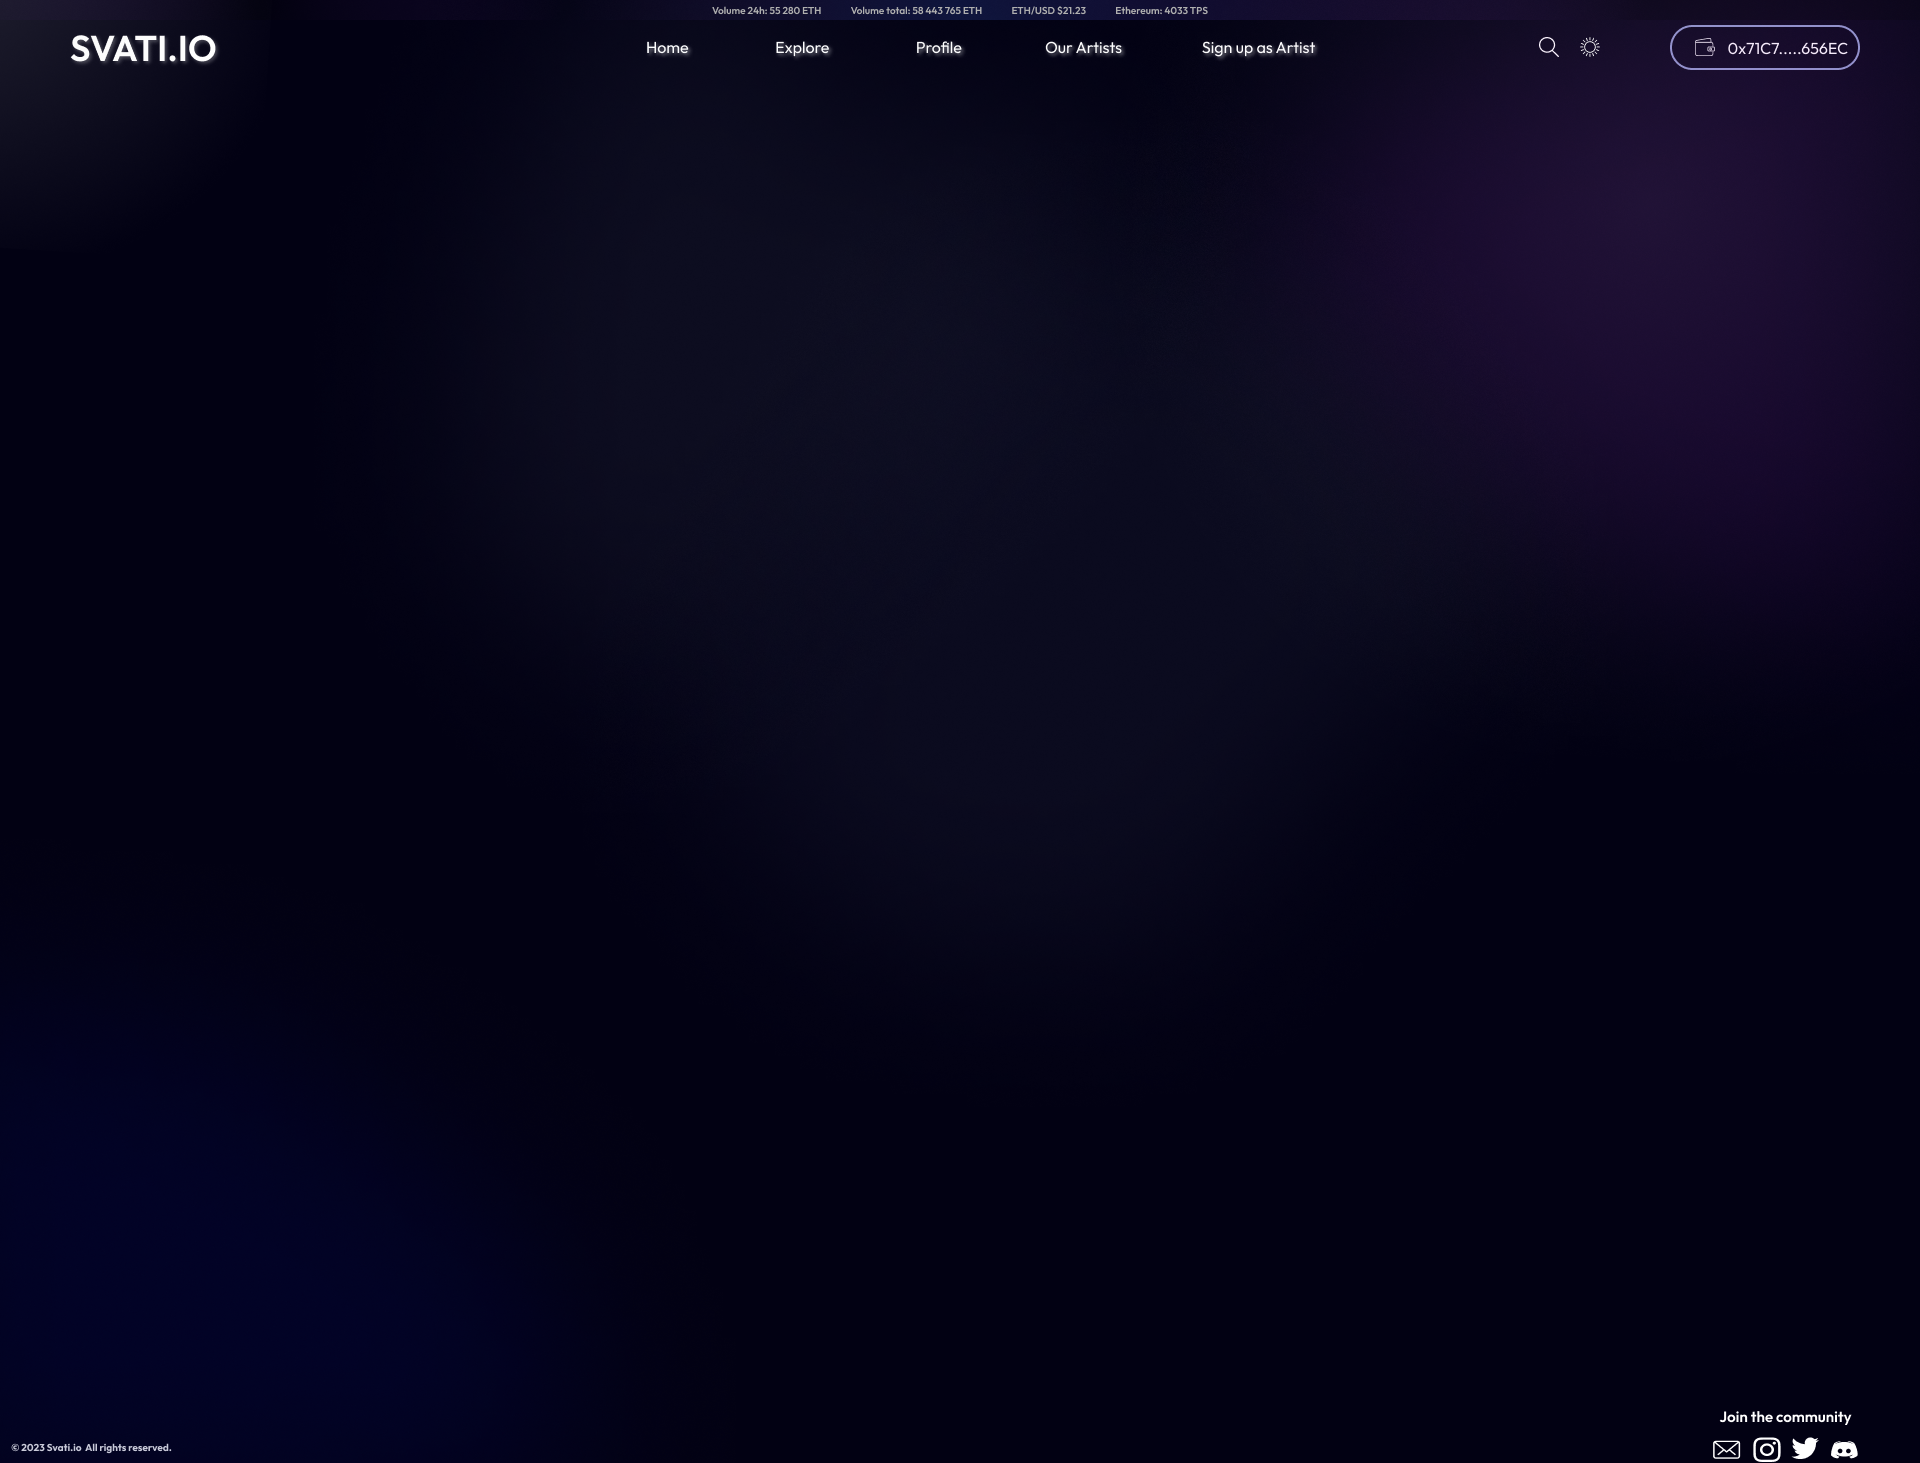 Volume 24h: 55 280 ETH Volume total: 58 443 765 ETH ETH/USD $21.23 Ethereum: 4033 TPS
SVATI.IO Home Explore Profile Our Artists Sign up as Artist 0x71C7.....656EC
Join the community
© 2023 Svati.io All rights reserved.